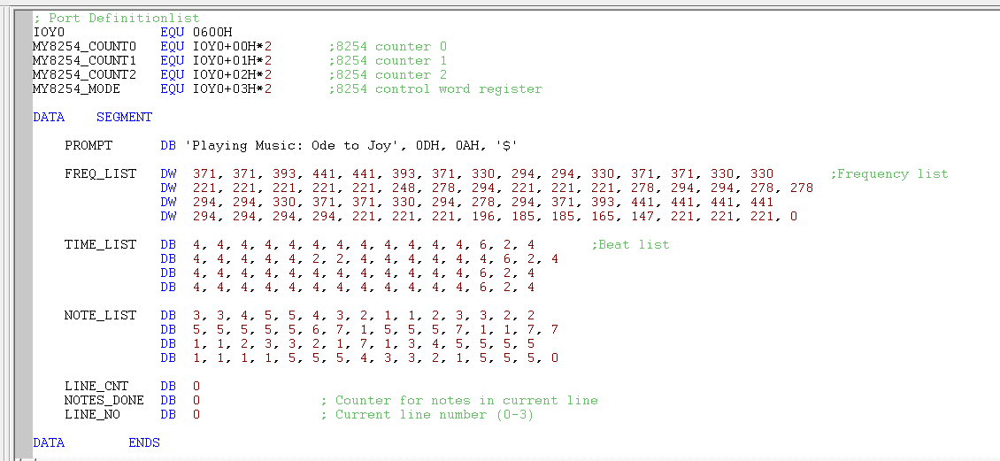 ; Port Definitionlist
IOY0 EQU 0600H
MY8254_COUNT0 EQU IOY0+00H*2 ;8254 counter 0
MY8254_COUNT1 EQU IOY0+01H*2 ;8254 counter 1
MY8254_COUNT2 EQU IOY0+02H*2 ;8254 counter 2
MY8254_MODE EQU IOY0+03H*2 ;8254 control word register
DATA SEGMENT
PROMPT DB 'Playing Music: Ode to Joy', 0DH, 0AH, '$'
FREQ_LIST DW 371, 371, 393, 441, 441, 393, 371, 330, 294, 294, 330, 371, 371, 330, 330 ;Frequency list
DW 221, 221, 221, 221, 221, 248, 278, 294, 221, 221, 221, 278, 294, 294, 278, 278
DW 294, 294, 330, 371, 371, 330, 294, 278, 294, 371, 393, 441, 441, 441, 441
DW 294, 294, 294, 294, 221, 221, 221, 196, 185, 185, 165, 147, 221, 221, 221, 0
TIME_LIST DB 4, 4, 4, 4, 4, 4, 4, 4, 4, 4, 4, 4, 6, 2, 4 ;Beat list
DB 4, 4, 4, 4, 4, 2, 2, 4, 4, 4, 4, 4, 4, 6, 2, 4
DB 4, 4, 4, 4, 4, 4, 4, 4, 4, 4, 4, 4, 6, 2, 4
DB 4, 4, 4, 4, 4, 4, 4, 4, 4, 4, 4, 4, 6, 2, 4
NOTE_LIST DB 3, 3, 4, 5, 5, 4, 3, 2, 1, 1, 2, 3, 3, 2, 2
DB 5, 5, 5, 5, 5, 6, 7, 1, 5, 5, 5, 7, 1, 1, 7, 7
DB 1, 1, 2, 3, 3, 2, 1, 7, 1, 3, 4, 5, 5, 5, 5
DB 1, 1, 1, 1, 5, 5, 5, 4, 3, 3, 2, 1, 5, 5, 5, 0
LINE_CNT DB 0
NOTES_DONE DB 0 ; Counter for notes in current line
LINE_NO DB 0 ; Current line number (0-3)
DATA ENDS